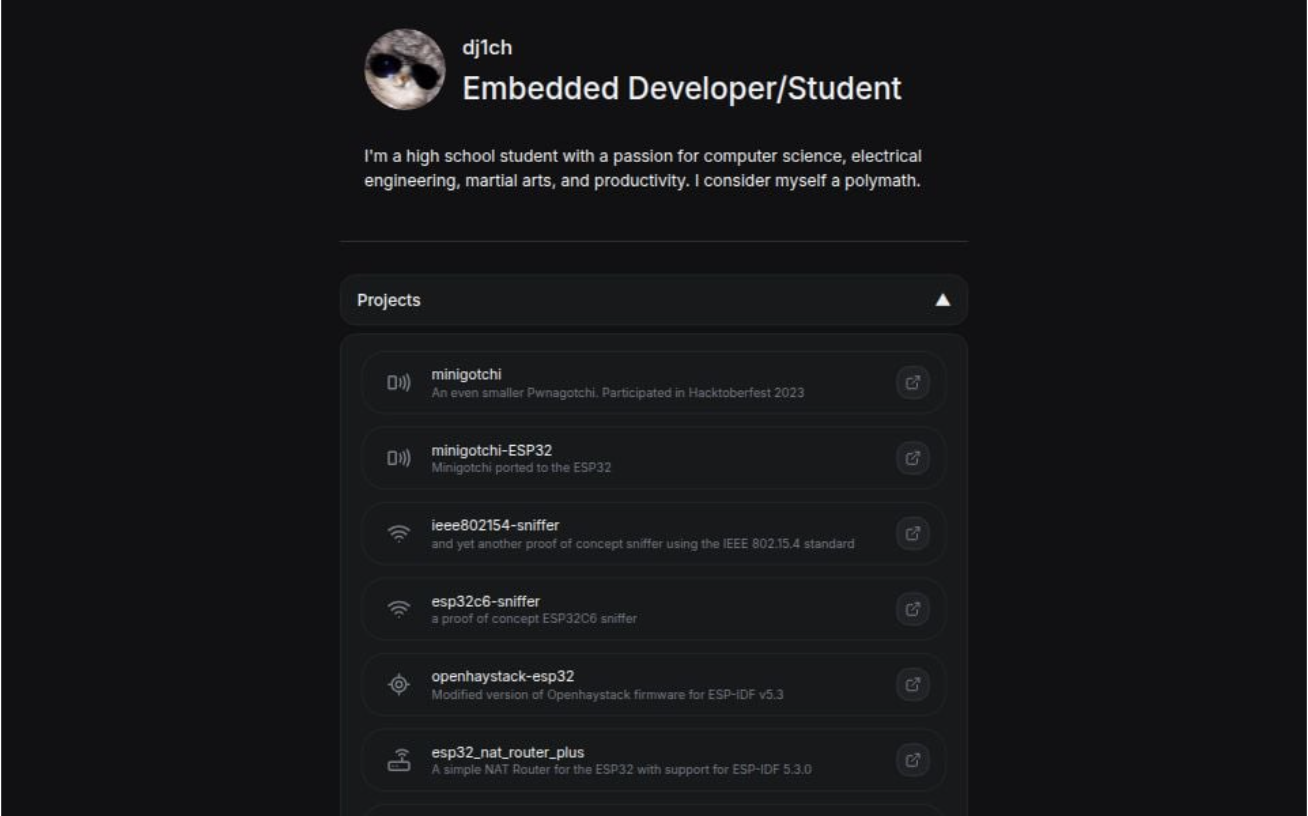 dj1ch
Embedded Developer/Student
I'm a high school student with a passion for computer science, electrical
engineering, martial arts, and productivity. I consider myself a polymath.
Projects
minigotchi
An even smaller Pwnagotchi. Participated in Hacktoberfest 2023
minigotchi-ESP32
Minigotchi ported to the ESP32
ieee802154-sniffer
and yet another proof of concept sniffer using the IEEE 802.15.4 standard
esp32c6-sniffer
a proof of concept ESP32C6 sniffer
openhaystack-esp32
Modified version of Openhaystack firmware for ESP-IDF v5.3
esp32_nat_router_plus
A simple NAT Router for the ESP32 with support for ESP-IDF 5.3.0